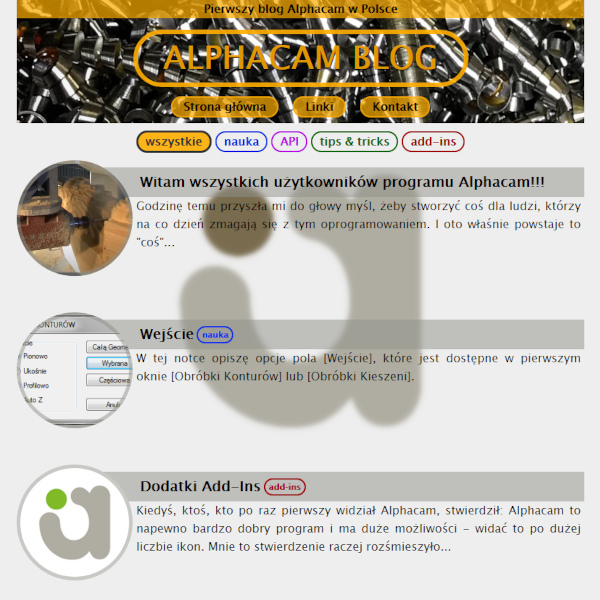 Pierwszy blog Alphacam w Polsce
ALPHACAM BLOG
Strona główna Linki Kontakt
wszystkie nauka API tips & tricks add-ins
Witam wszystkich użytkowników programu Alphacam!!!
Godzinę temu przyszła mi do głowy myśl, żeby stworzyć coś dla ludzi, którzy
na co dzień zmagają się z tym oprogramowaniem. I oto właśnie powstaje to
"coś"...
KONTURÓW
Pionowo
Ukośnie
Profilowo
Auto Z
Całą Geome
Wybrana
Częściowa
Anul
Wejście nauka
W tej notce opiszę opcje pola [Wejście], które jest dostępne w pierwszym
oknie [Obróbki Konturów] lub [Obróbki Kieszeni].
Dodatki Add-Ins add-ins
Kiedyś, ktoś, kto po raz pierwszy widział Alphacam, stwierdził: Alphacam to
napewno bardzo dobry program i ma duże możliwości - widać to po dużej
liczbie ikon. Mnie to stwierdzenie raczej rozśmieszyło...